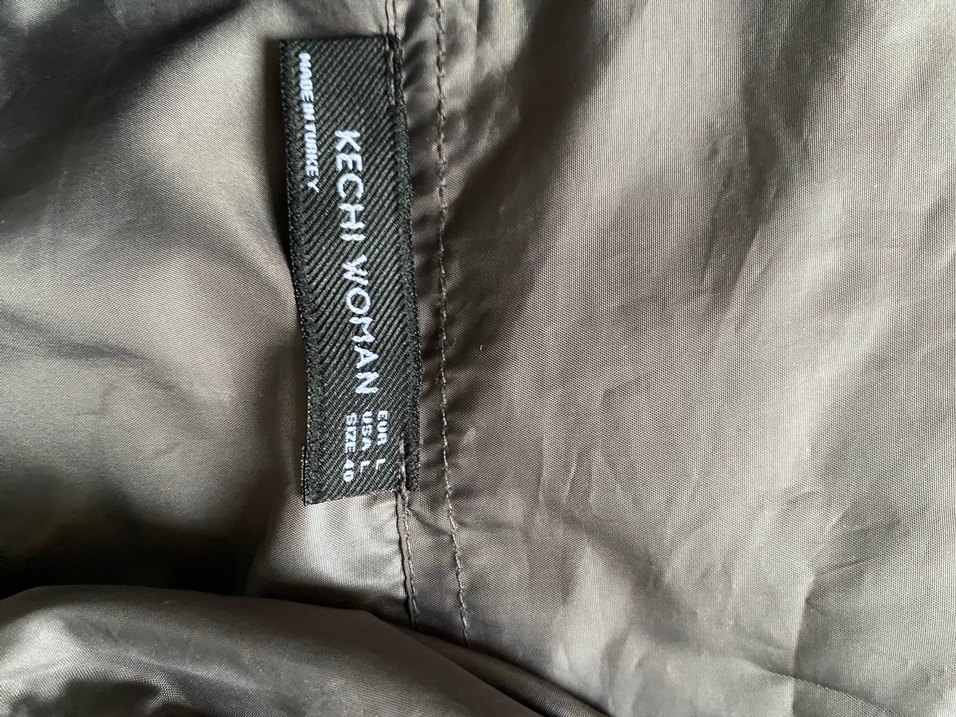 KECHI WOMAN
EUR L
USA L
SIZE 40
MADE IN TURKEY